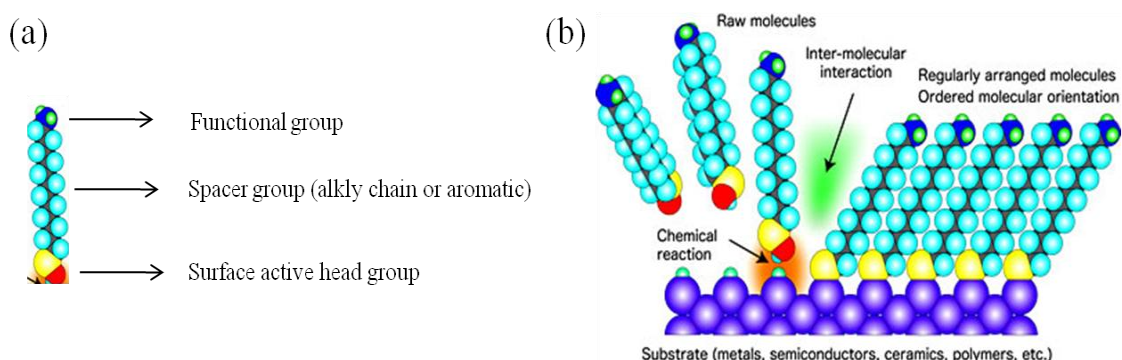 (a)
Functional group
Spacer group (alkly chain or aromatic)
Surface active head group
(b)
Raw molecules
Inter-molecular
interaction
Regularly arranged molecules
Ordered molecular orientation
Chemical
reaction
Substrate (metals, semiconductors, ceramics, polymers, etc.)